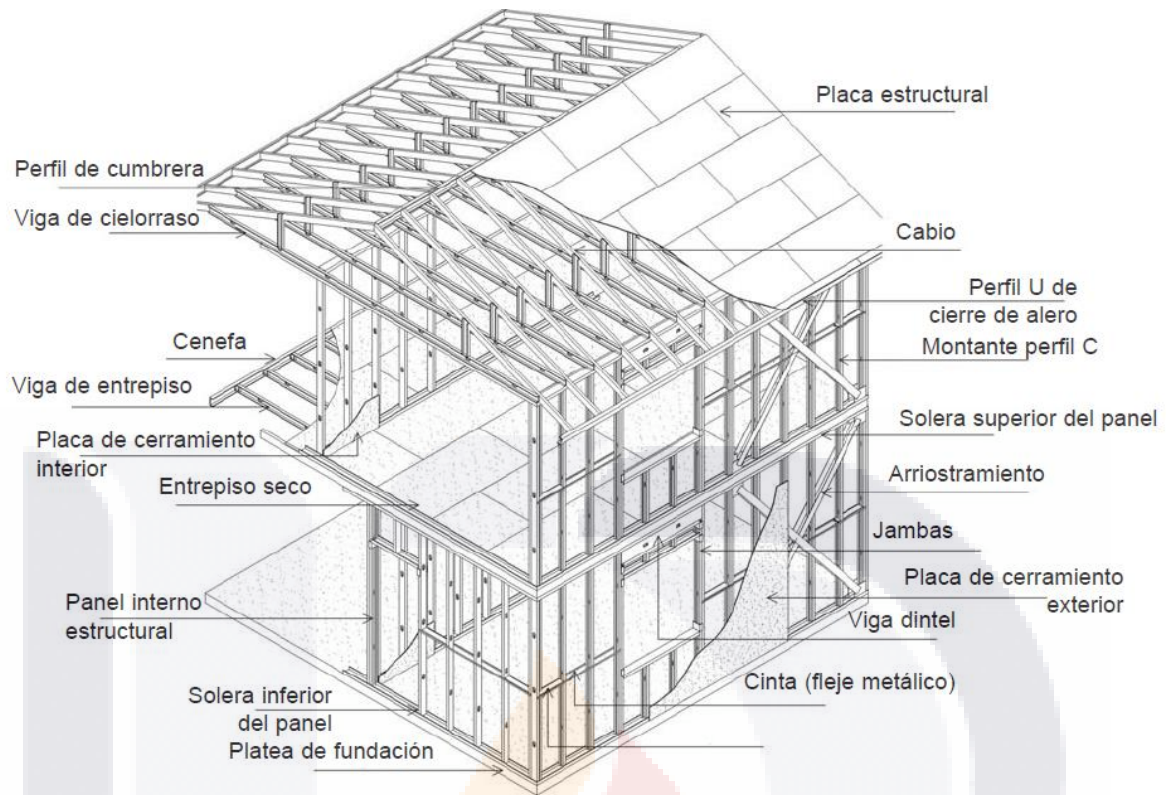 Placa estructural
Perfil de cumbrera
Viga de cielorraso
Cabio
Perfil U de
cierre de alero
Cenefa
Montante perfil C
Viga de entrepiso
Solera superior del panel
Placa de cerramiento
interior
Arriostramiento
Entrepiso seco
Jambas
Placa de cerramiento
exterior
Panel interno
estructural
Viga dintel
Cinta (fleje metálico)
Solera inferior
del panel
Platea de fundación